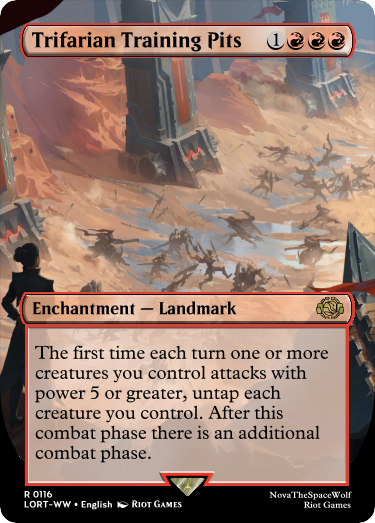 Trifarian Training Pits 1
Enchantment — Landmark
The first time each turn one or more
creatures you control attacks with
power 5 or greater, untap each
creature you control. After this
combat phase there is an additional
combat phase.
R 0116
LORT-WW • English RIOT GAMES
NovaTheSpaceWolf
Riot Games